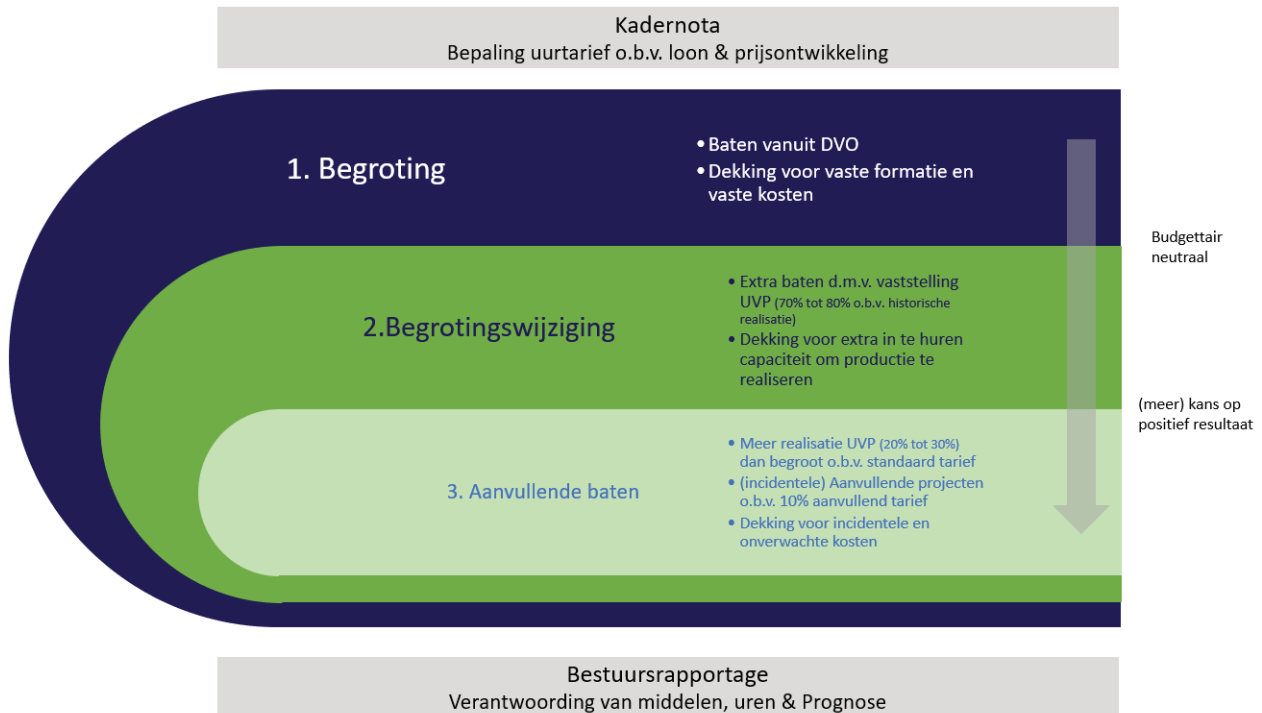 Kadernota
Bepaling uurtarief o.b.v. loon & prijsontwikkeling
1. Begroting
• Baten vanuit DVO
• Dekking voor vaste formatie en
vaste kosten
Budgettair
neutraal
2.Begrotingswijziging
• Extra baten d.m.v. vaststelling
UVP (70% tot 80% o.b.v. historische
realisatie)
• Dekking voor extra in te huren
capaciteit om productie te
realiseren
(meer) kans op
positief resultaat
3. Aanvullende baten
• Meer realisatie UVP (20% tot 30%)
dan begroot o.b.v. standaard tarief
• (incidentele) Aanvullende projecten
o.b.v. 10% aanvullend tarief
• Dekking voor incidentele en
onverwachte kosten
Bestuursrapportage
Verantwoording van middelen, uren & Prognose